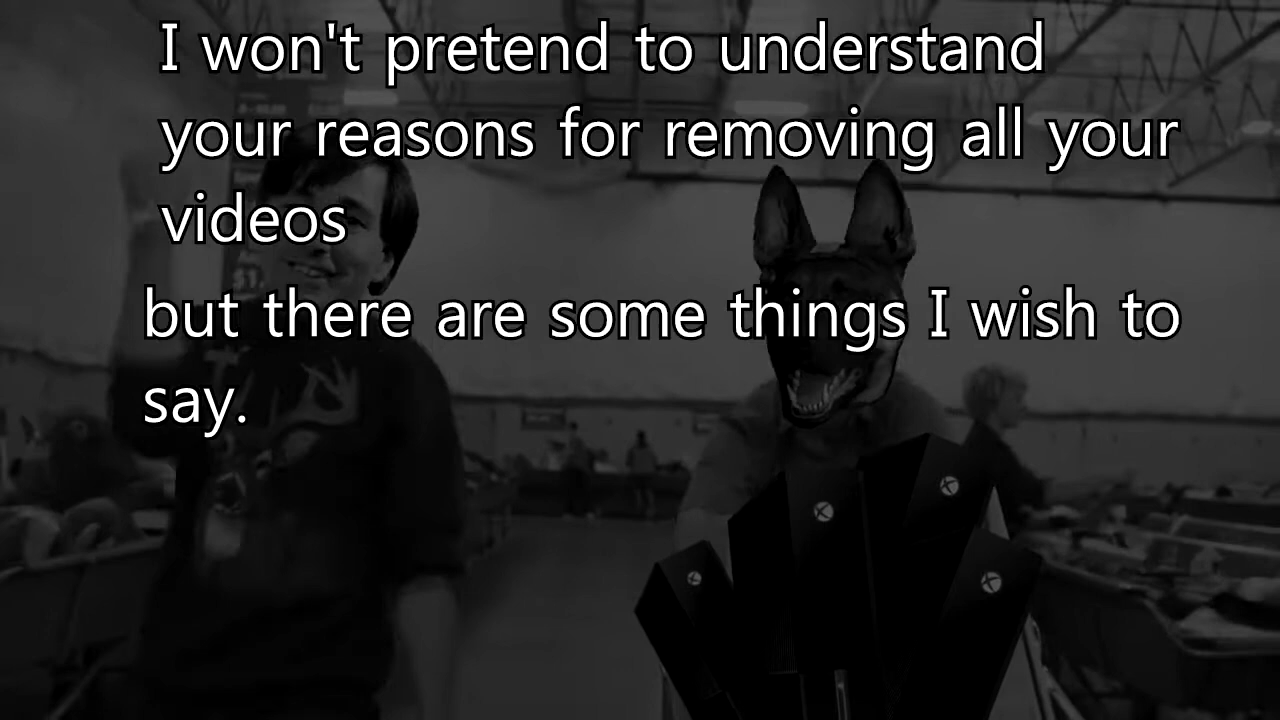 I won't pretend to understand
your reasons for removing all your
videos
but there are some things I wish to
say.